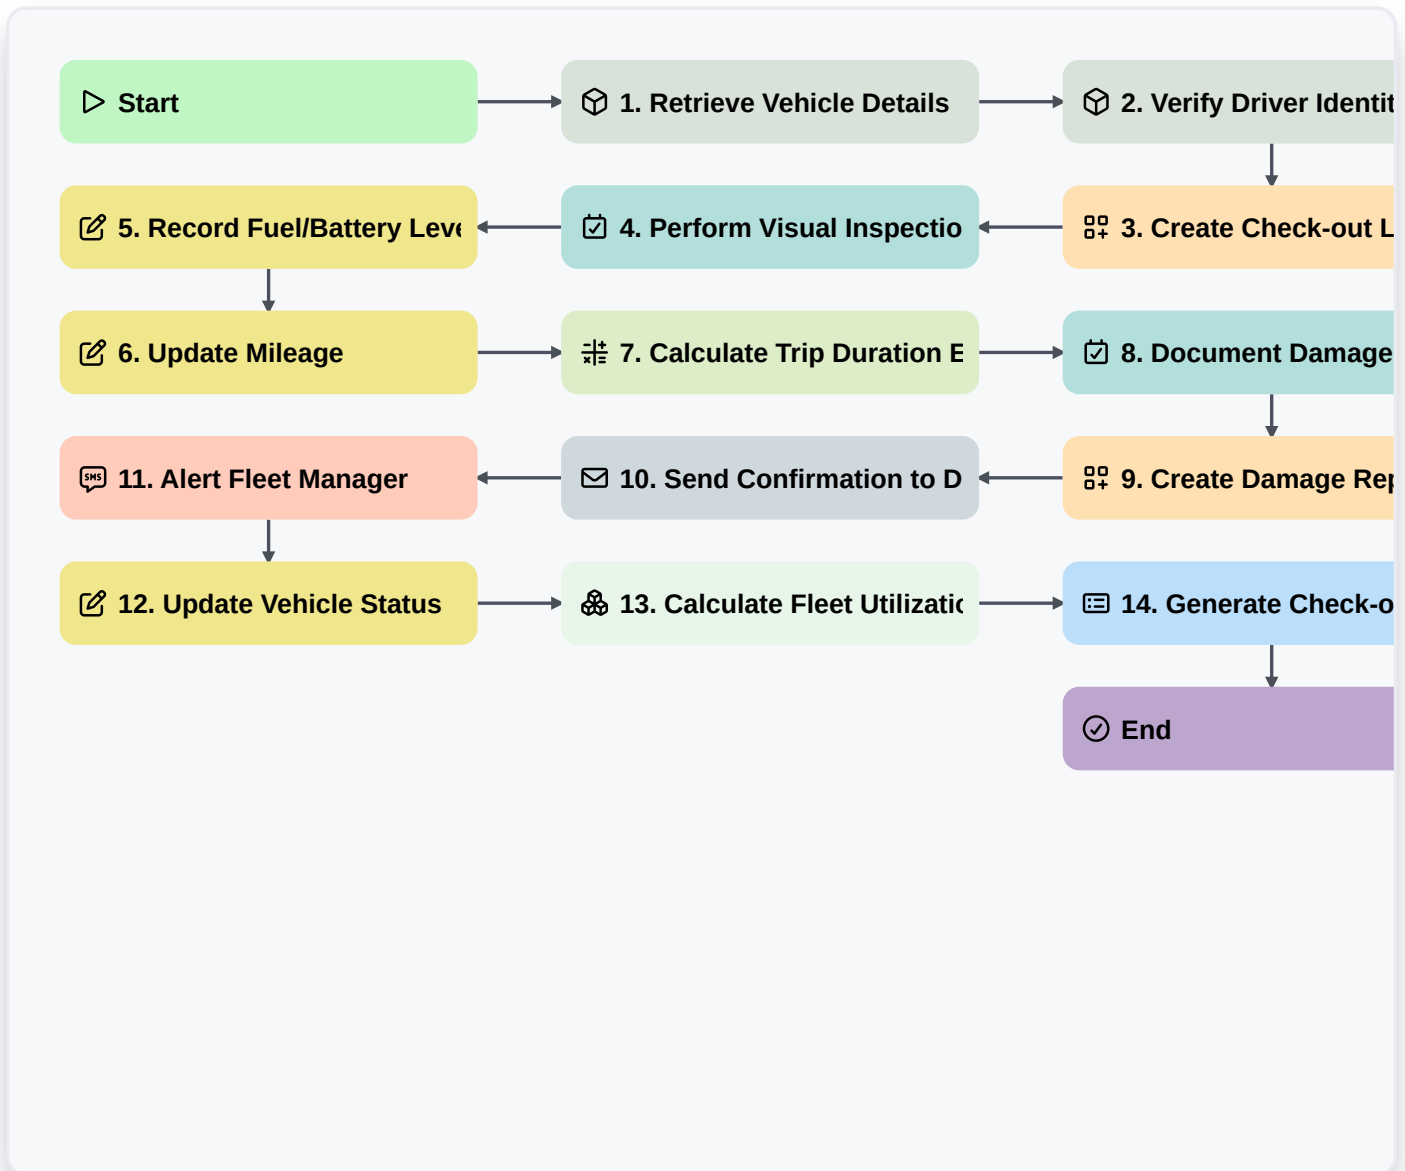 Start
1. Retrieve Vehicle Details
2. Verify Driver Identit
5. Record Fuel/Battery Leve
4. Perform Visual Inspectio
3. Create Check-out L
6. Update Mileage
7. Calculate Trip Duration E
8. Document Damage
SMS
11. Alert Fleet Manager
10. Send Confirmation to D
9. Create Damage Rep
12. Update Vehicle Status
13. Calculate Fleet Utilizatio
14. Generate Check-o
End